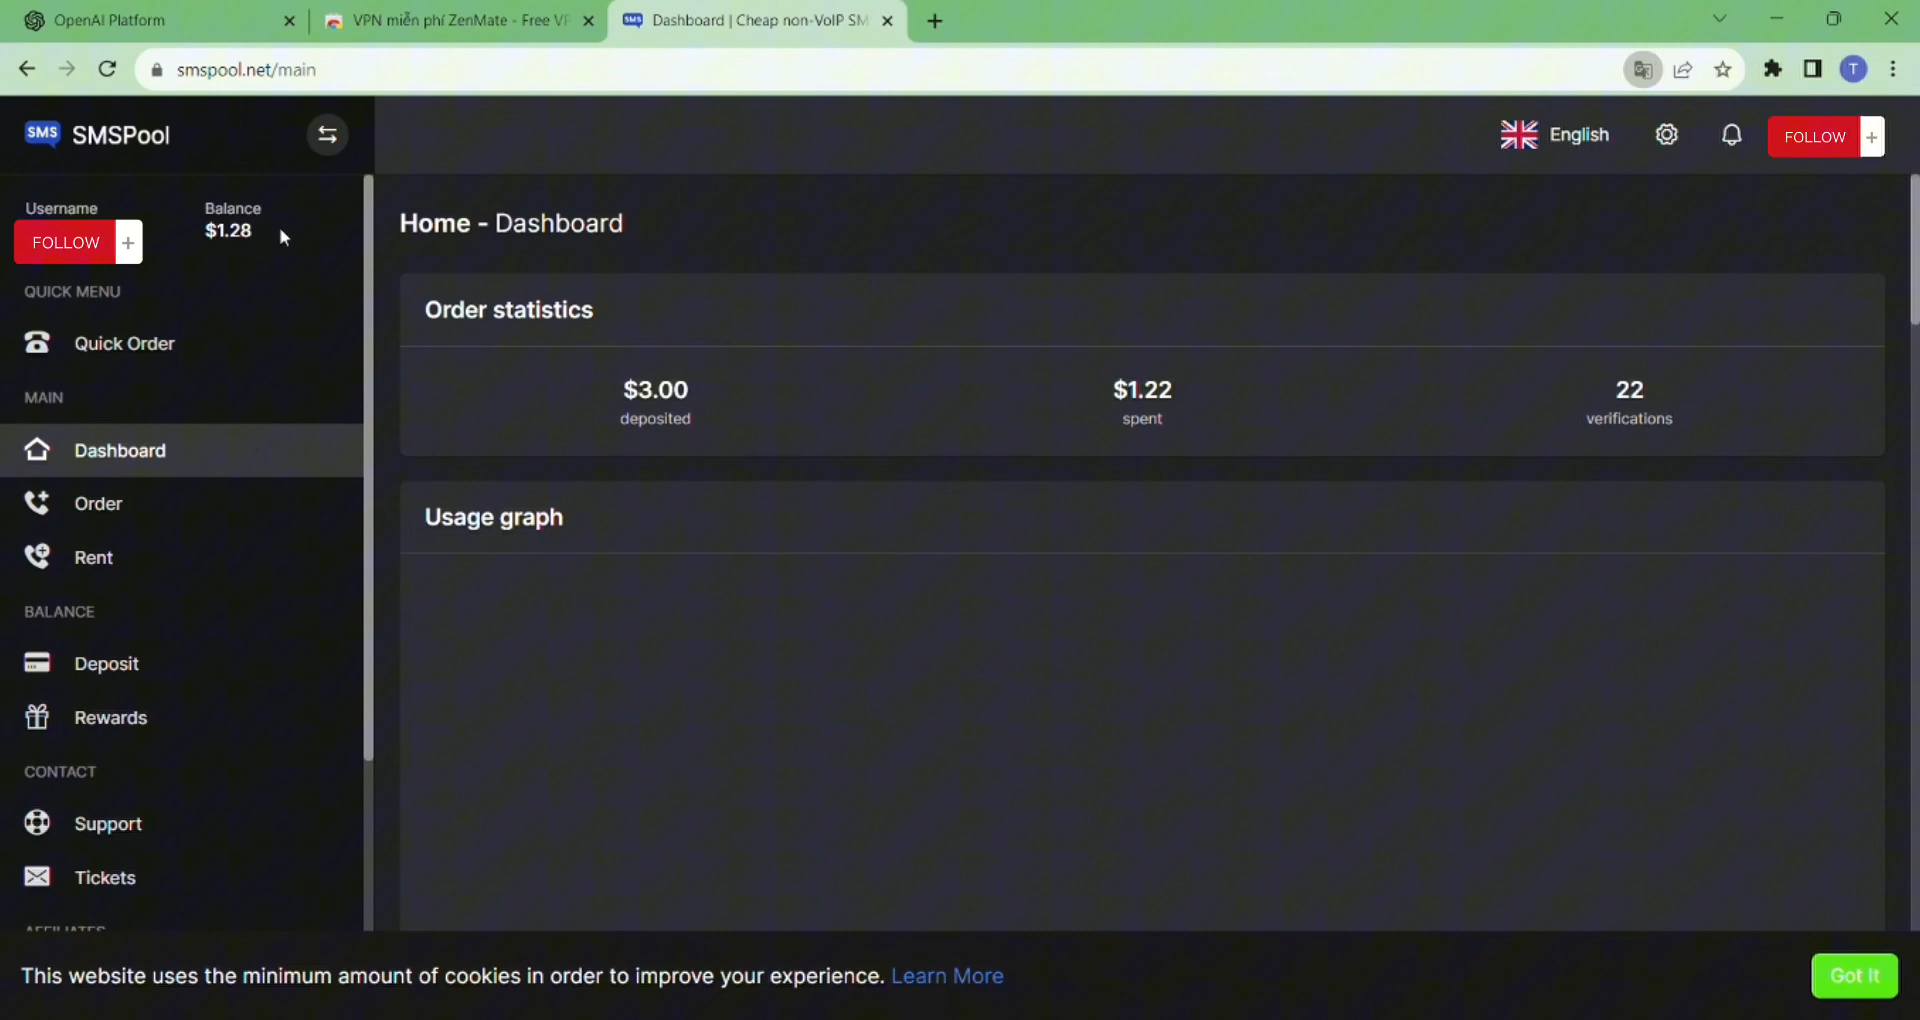 OpenAI Platform
VPN miễn phí ZenMate - Free VP
SMS Dashboard | Cheap non-VoIP SM
smspool.net/main
T
SMS SMSPool
English
FOLLOW +
Username
Balance
$1.28
FOLLOW +
QUICK MENU
Quick Order
MAIN
Dashboard
Order
Rent
BALANCE
Deposit
Rewards
CONTACT
Support
Tickets
AFFILIATES
Home - Dashboard
Order statistics
$3.00
deposited
$1.22
spent
22
verifications
Usage graph
This website uses the minimum amount of cookies in order to improve your experience. Learn More
Got It